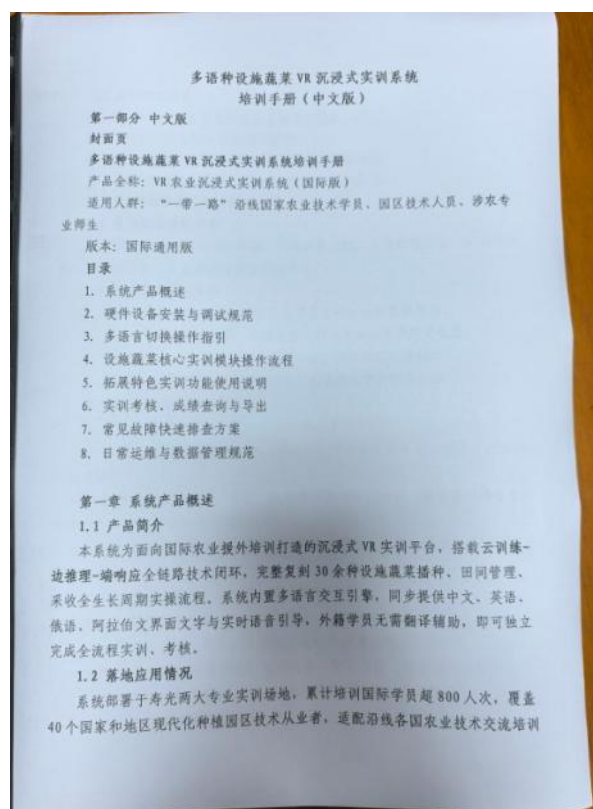 多语种设施蔬菜 VR 沉浸式实训系统
培训手册（中文版）
第一部分 中文版
封面页
多语种设施蔬菜 VR 沉浸式实训系统培训手册
产品全称：VR 农业沉浸式实训系统（国际版）
适用人群：“一带一路”沿线国家农业技术学员、园区技术人员、涉农专
业师生
版本：国际通用版
目录
1. 系统产品概述
2. 硬件设备安装与调试规范
3. 多语言切换操作指引
4. 设施蔬菜核心实训模块操作流程
5. 拓展特色实训功能使用说明
6. 实训考核、成绩查询与导出
7. 常见故障快速排查方案
8. 日常运维与数据管理规范
第一章 系统产品概述
1.1 产品简介
本系统为面向国际农业援外培训打造的沉浸式 VR 实训平台，搭载云训练-
边推理-端响应全链路技术闭环，完整复刻 30 余种设施蔬菜播种、田间管理、
采收全生长周期实操流程。系统内置多语言交互引擎，同步提供中文、英语、
俄语、阿拉伯文界面文字与实时语音引导，外籍学员无需翻译辅助，即可独立
完成全流程实训、考核。
1.2 落地应用情况
系统部署于寿光两大专业实训场地，累计培训国际学员超 800 人次，覆盖
40 个国家和地区现代化种植园区技术从业者，适配沿线各国农业技术交流培训